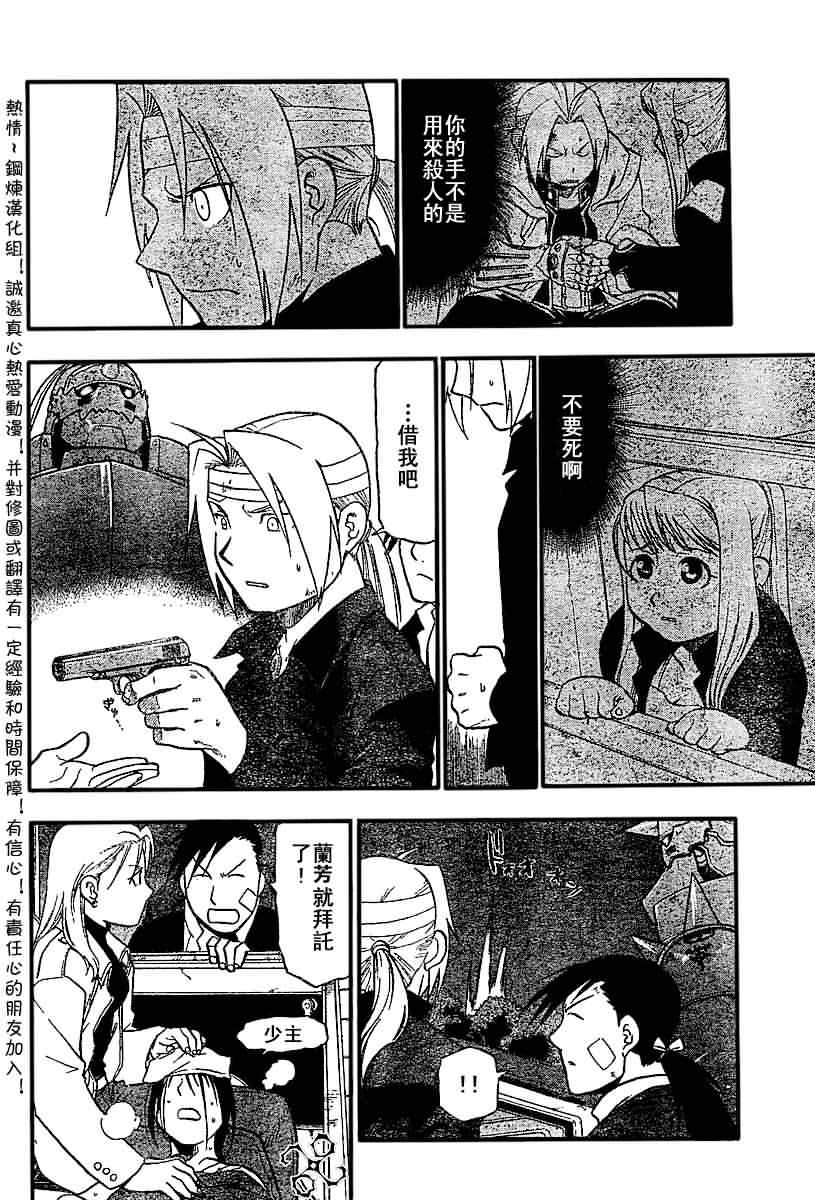 你的手不是
用來殺人的
不要死啊
…借我吧
!!
蘭芳就拜託
了！
少主
熱情～鋼煉漢化組！誠邀真心熱愛動漫！并對修圖或翻譯有一定經驗和時間保障！有信心！有責任心的朋友加入！